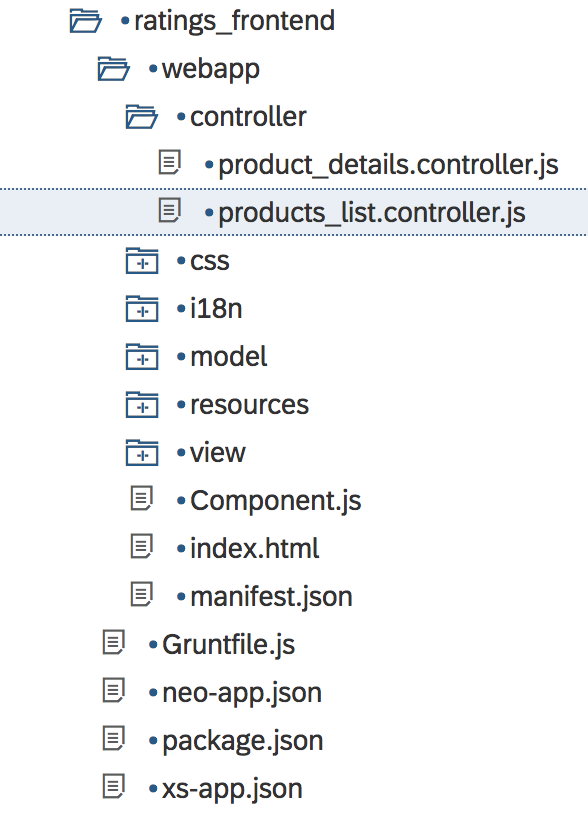 ratings_frontend
webapp
controller
product_details.controller.js
products_list.controller.js
css
i18n
model
resources
view
Component.js
index.html
manifest.json
Gruntfile.js
neo-app.json
package.json
xs-app.json